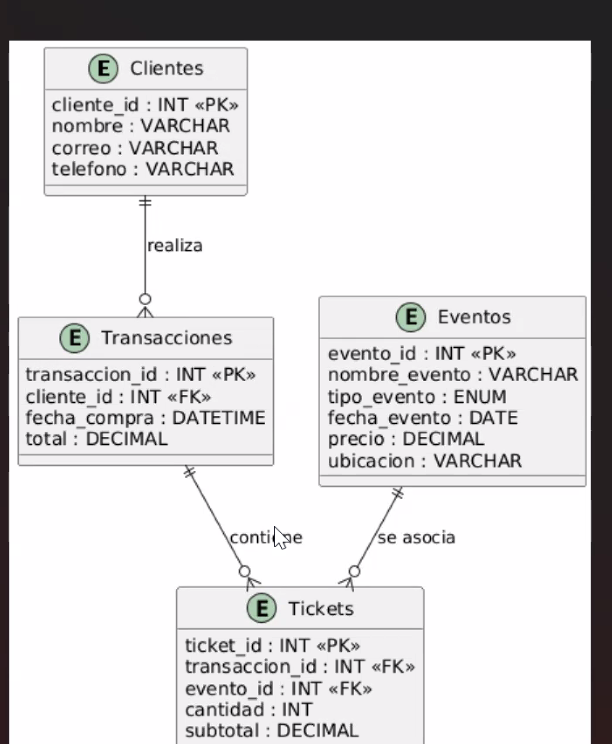 E Clientes
cliente_id : INT «PK»
nombre : VARCHAR
correo : VARCHAR
telefono : VARCHAR
realiza
E Transacciones
transaccion_id : INT «PK»
cliente_id : INT «FK»
fecha_compra : DATETIME
total : DECIMAL
E Eventos
evento_id : INT «PK»
nombre_evento : VARCHAR
tipo_evento : ENUM
fecha_evento : DATE
precio : DECIMAL
ubicacion : VARCHAR
contiene
se asocia
E Tickets
ticket_id : INT «PK»
transaccion_id : INT «FK»
evento_id : INT «FK»
cantidad : INT
subtotal : DECIMAL